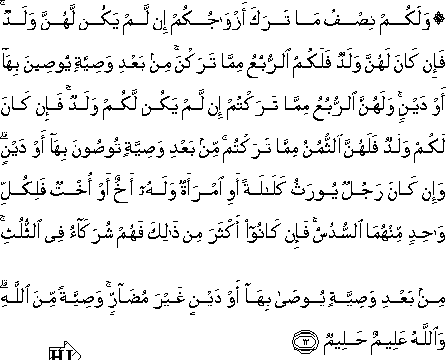 ۞ وَلَكُمْ نِصْفُ مَا تَرَكَ أَزْوَٰجُكُمْ إِن لَّمْ يَكُن لَّهُنَّ وَلَدٌ ۚ
فَإِن كَانَ لَهُنَّ وَلَدٌ فَلَكُمُ ٱلرُّبُعُ مِمَّا تَرَكْنَ ۚ مِنۢ بَعْدِ وَصِيَّةٍ يُوصِينَ بِهَآ
أَوْ دَيْنٍ ۚ وَلَهُنَّ ٱلرُّبُعُ مِمَّا تَرَكْتُمْ إِن لَّمْ يَكُن لَّكُمْ وَلَدٌ ۚ فَإِن كَانَ
لَكُمْ وَلَدٌ فَلَهُنَّ ٱلثُّمُنُ مِمَّا تَرَكْتُم ۚ مِّنۢ بَعْدِ وَصِيَّةٍ تُوصُونَ بِهَآ أَوْ دَيْنٍ ۗ
وَإِن كَانَ رَجُلٌ يُورَثُ كَلَـٰلَةً أَوِ ٱمْرَأَةٌ وَلَهُۥٓ أَخٌ أَوْ أُخْتٌ فَلِكُلِّ
وَٰحِدٍ مِّنْهُمَا ٱلسُّدُسُ ۚ فَإِن كَانُوٓا۟ أَكْثَرَ مِن ذَٰلِكَ فَهُمْ شُرَكَآءُ فِى ٱلثُّلُثِ ۚ
مِنۢ بَعْدِ وَصِيَّةٍ يُوصَىٰ بِهَآ أَوْ دَيْنٍ غَيْرَ مُضَآرٍّ ۚ وَصِيَّةً مِّنَ ٱللَّهِ ۗ
وَٱللَّهُ عَلِيمٌ حَلِيمٌ ١٢
H1